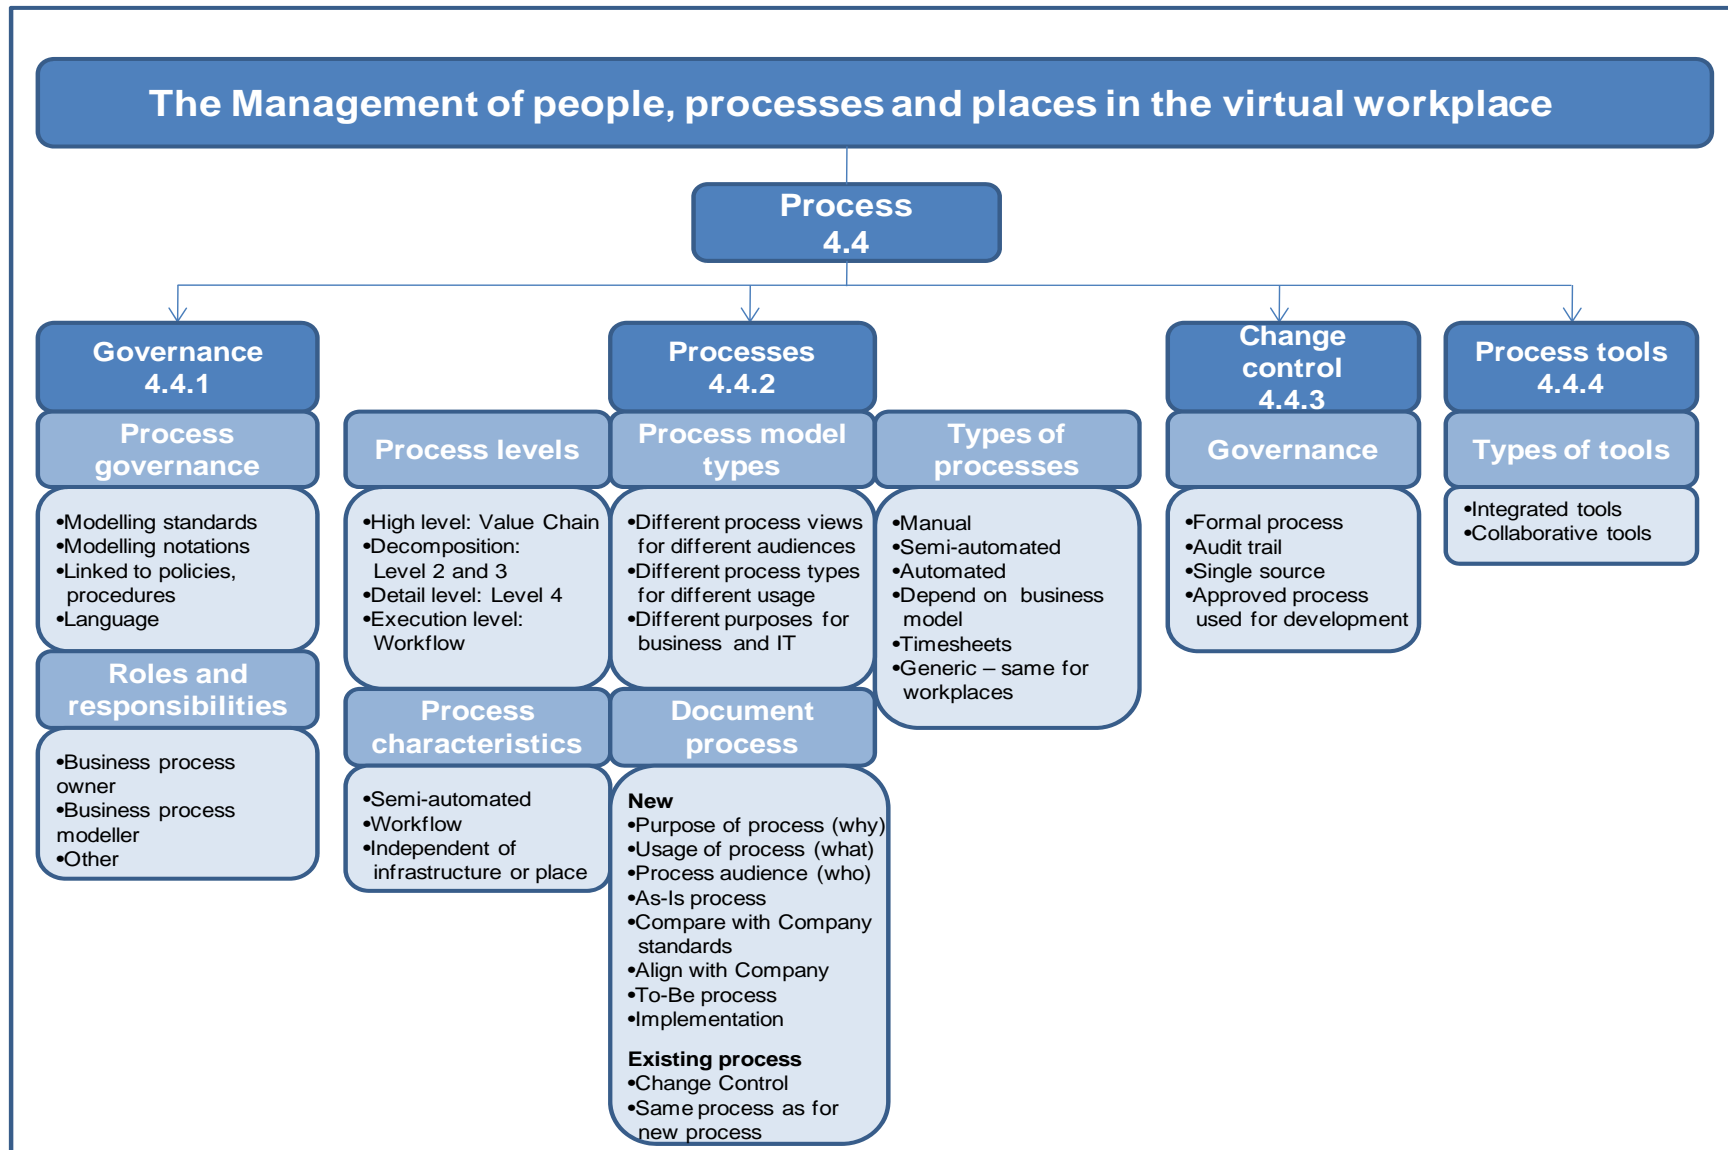 The Management of people, processes and places in the virtual workplace
Process
4.4
Governance
4.4.1
Process
governance
•Modelling standards
•Modelling notations
•Linked to policies,
procedures
•Language
Roles and
responsibilities
•Business process
owner
•Business process
modeller
•Other
Processes
4.4.2
Process levels
•High level: Value Chain
•Decomposition:
Level 2 and 3
•Detail level: Level 4
•Execution level:
Workflow
Process
characteristics
•Semi-automated
•Workflow
•Independent of
infrastructure or place
Process model
types
•Different process views
for different audiences
•Different process types
for different usage
•Different purposes for
business and IT
Document
process
New
•Purpose of process (why)
•Usage of process (what)
•Process audience (who)
•As-Is process
•Compare with Company
standards
•Align with Company
•To-Be process
•Implementation
Existing process
•Change Control
•Same process as for
new process
Types of
processes
•Manual
•Semi-automated
•Automated
•Depend on business
model
•Timesheets
•Generic – same for
workplaces
Change
control
4.4.3
Governance
•Formal process
•Audit trail
•Single source
•Approved process
used for development
Process tools
4.4.4
Types of tools
•Integrated tools
•Collaborative tools